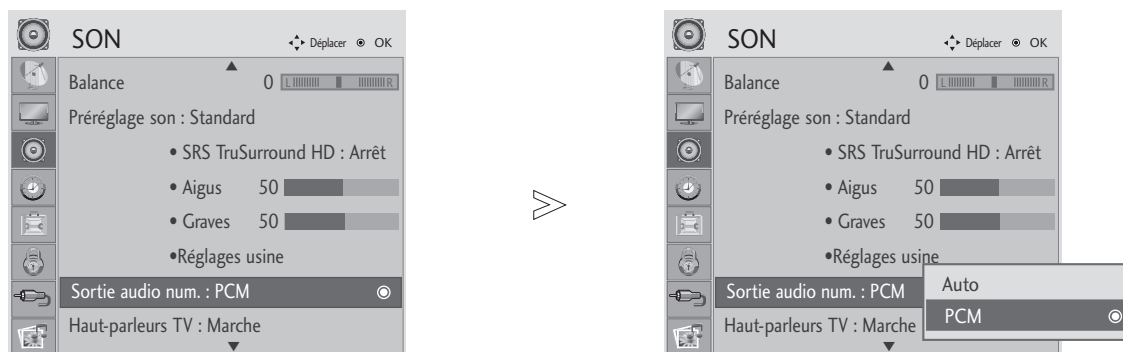 SON
Déplacer OK
Balance 0 L R
Préréglage son : Standard
• SRS TruSurround HD : Arrêt
• Aigus 50
• Graves 50
•Réglages usine
Sortie audio num. : PCM
Haut-parleurs TV : Marche
SON
Déplacer OK
Balance 0 L R
Préréglage son : Standard
• SRS TruSurround HD : Arrêt
• Aigus 50
• Graves 50
•Réglages usine
Sortie audio num. : PCM
Haut-parleurs TV : Marche
Auto
PCM